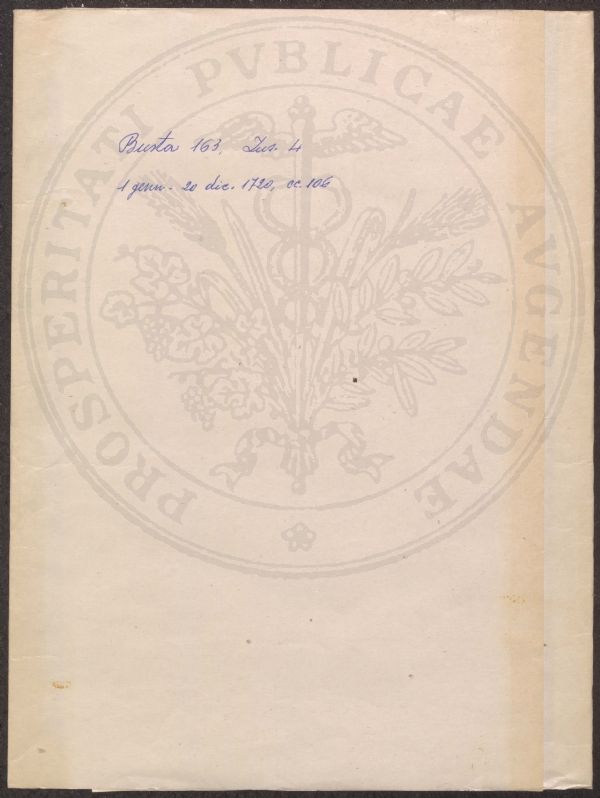 Busta 163, Ins. 4
1 genn. - 20 dic. 1720, cc. 106
PROSPERITATI PVBLICAE AVGENDAE